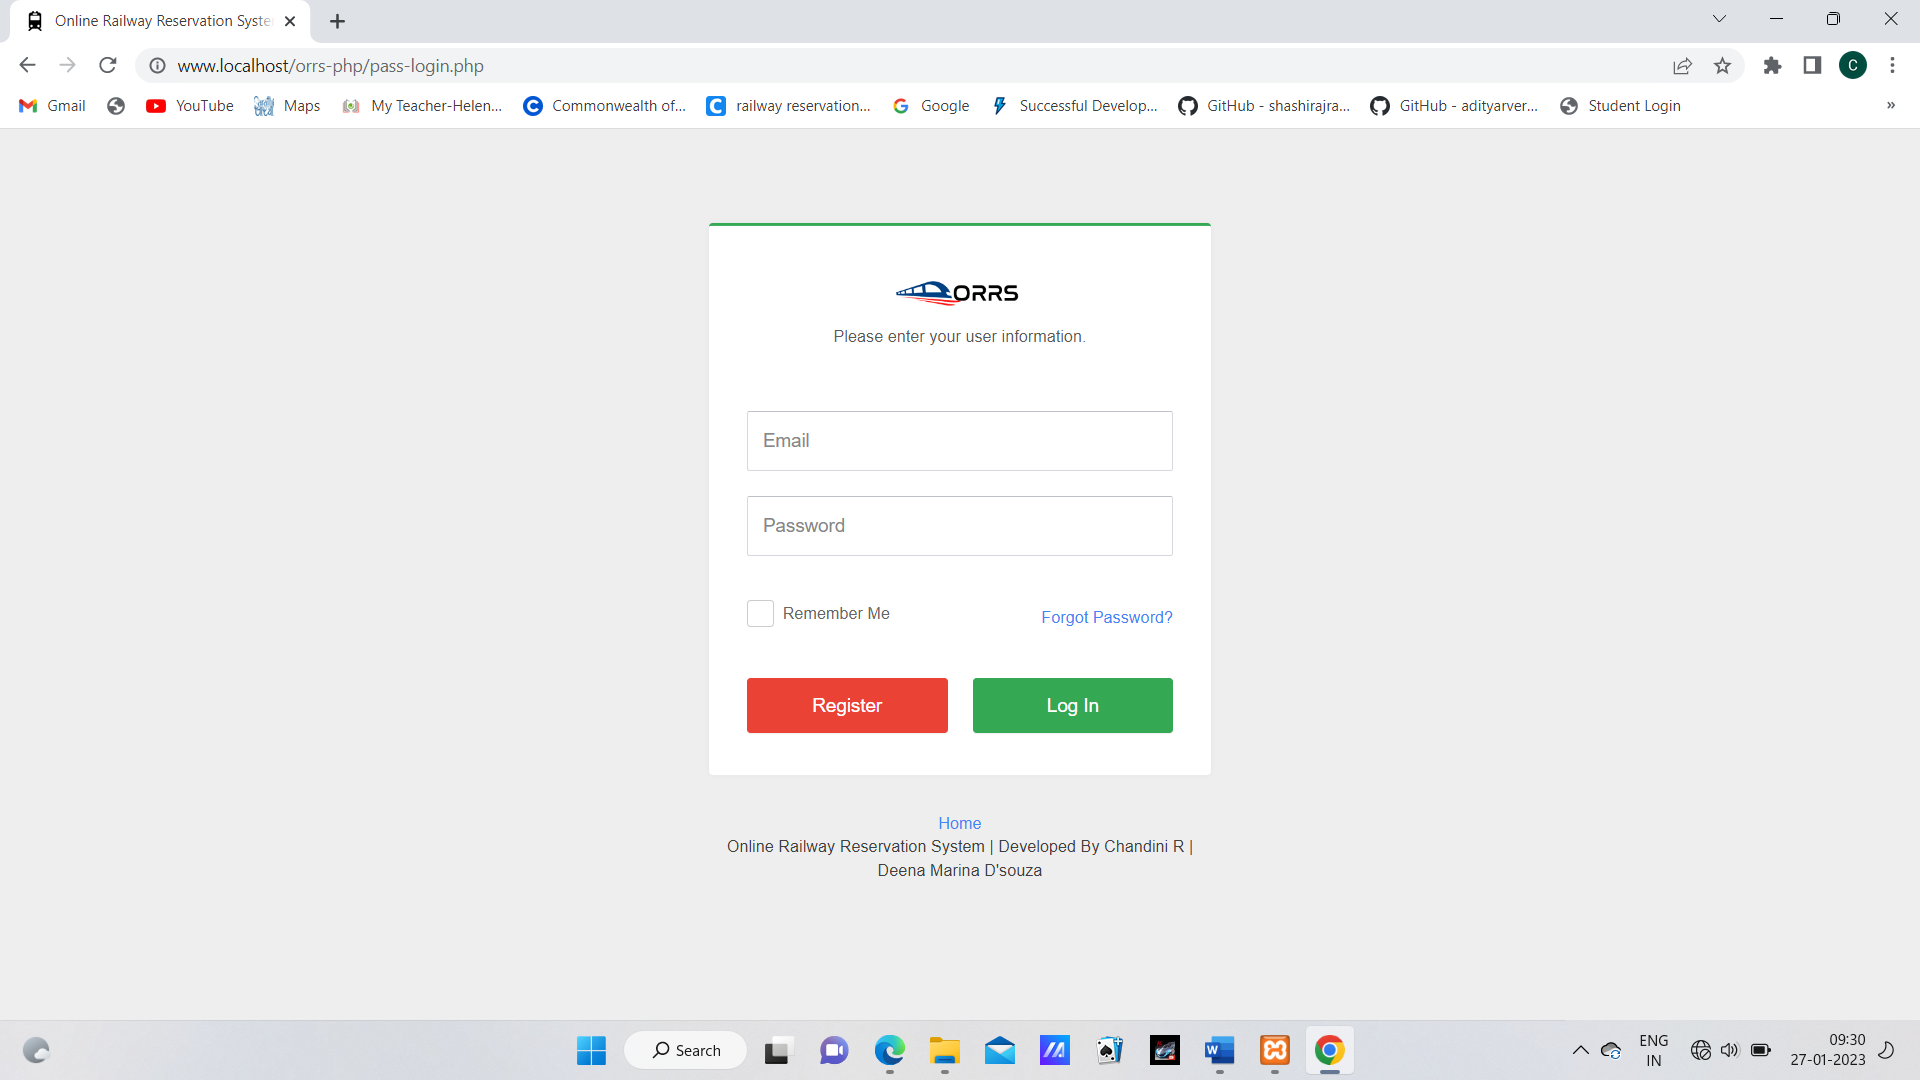 Online Railway Reservation Syste
www.localhost/orrs-php/pass-login.php
C
Gmail
YouTube
Maps
My Teacher-Helen...
Commonwealth of...
railway reservation...
Google
Successful Develop...
GitHub - shashirajra...
GitHub - adityarver...
Student Login
»
ORRS
Please enter your user information.
Email
Password
Remember Me
Forgot Password?
Register
Log In
Home
Online Railway Reservation System | Developed By Chandini R |
Deena Marina D'souza
Search
ENG
IN
09:30
27-01-2023